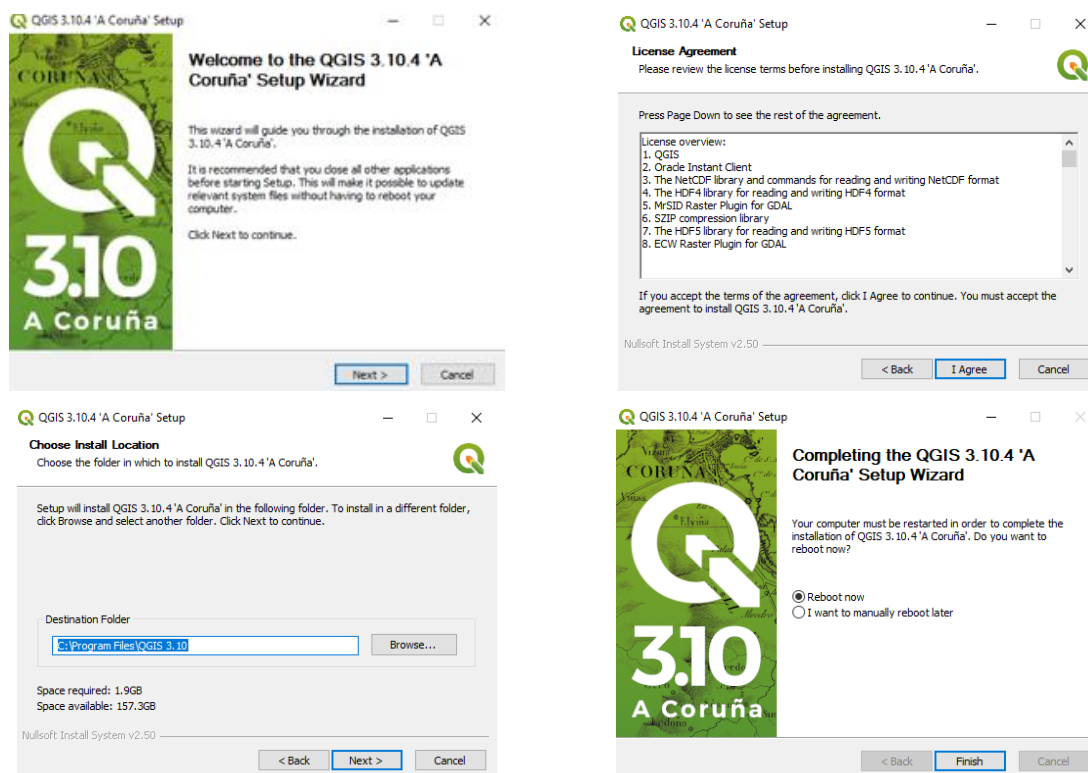 QGIS 3.10.4 'A Coruña' Setup
CORUNA
Elviña
3.10
A Coruña
Welcome to the QGIS 3.10.4 'A
Coruña' Setup Wizard
This wizard will guide you through the installation of QGIS
3.10.4 'A Coruña'.
It is recommended that you close all other applications
before starting Setup. This will make it possible to update
relevant system files without having to reboot your
computer.
Click Next to continue.
Next >
Cancel
QGIS 3.10.4 'A Coruña' Setup
License Agreement
Please review the license terms before installing QGIS 3.10.4 'A Coruña'.
Press Page Down to see the rest of the agreement.
License overview:
1. QGIS
2. Oracle Instant Client
3. The NetCDF library and commands for reading and writing NetCDF format
4. The HDF4 library for reading and writing HDF4 format
5. MrSID Raster Plugin for GDAL
6. SZIP compression library
7. The HDF5 library for reading and writing HDF5 format
8. ECW Raster Plugin for GDAL
If you accept the terms of the agreement, click I Agree to continue. You must accept the
agreement to install QGIS 3.10.4 'A Coruña'.
Nullsoft Install System v2.50
< Back
I Agree
Cancel
QGIS 3.10.4 'A Coruña' Setup
Choose Install Location
Choose the folder in which to install QGIS 3.10.4 'A Coruña'.
Setup will install QGIS 3.10.4 'A Coruña' in the following folder. To install in a different folder,
click Browse and select another folder. Click Next to continue.
Destination Folder
C:\Program Files\QGIS 3.10
Browse...
Space required: 1.9GB
Space available: 157.3GB
Nullsoft Install System v2.50
< Back
Next >
Cancel
QGIS 3.10.4 'A Coruña' Setup
CORUNA
Elviña
3.10
A Coruña
Completing the QGIS 3.10.4 'A
Coruña' Setup Wizard
Your computer must be restarted in order to complete the
installation of QGIS 3.10.4 'A Coruña'. Do you want to
reboot now?
Reboot now
I want to manually reboot later
< Back
Finish
Cancel